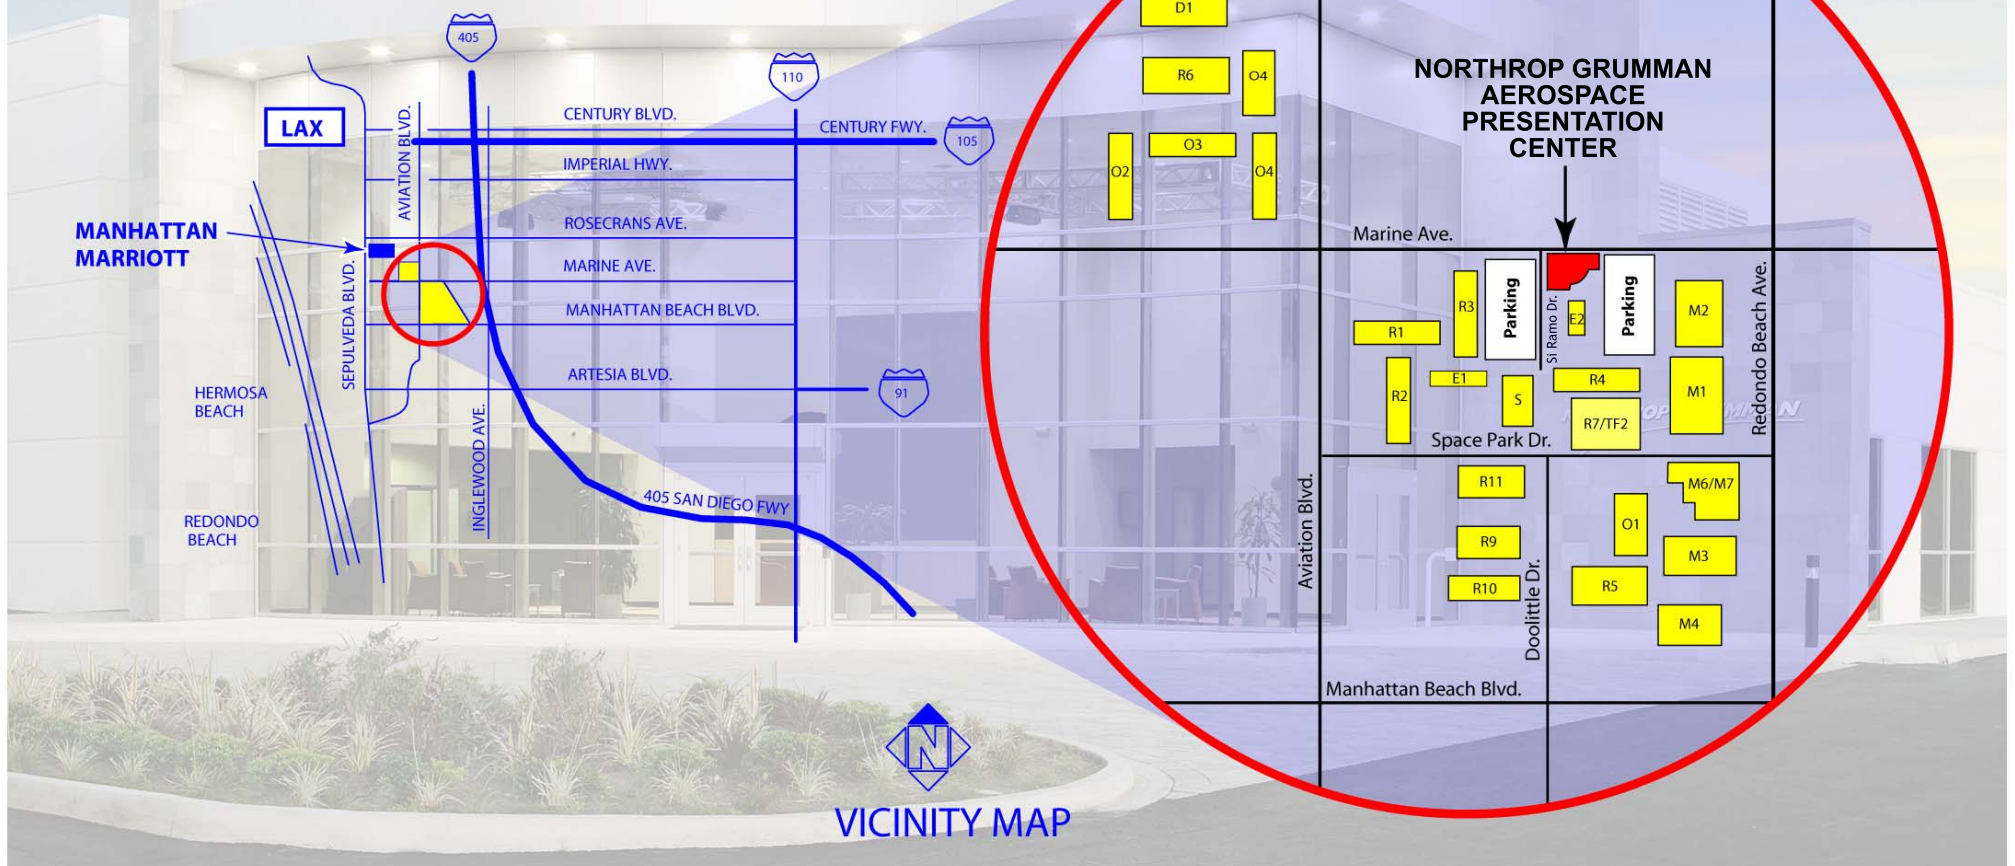 405
110
LAX
AVIATION BLVD.
CENTURY BLVD.
CENTURY FWY.
105
IMPERIAL HWY.
ROSECRANS AVE.
MANHATTAN
MARRIOTT
MARINE AVE.
SEPULVEDA BLVD.
MANHATTAN BEACH BLVD.
ARTESIA BLVD.
91
HERMOSA
BEACH
INGLEWOOD AVE.
405 SAN DIEGO FWY
REDONDO
BEACH
N
VICINITY MAP
D1
R6
O4
O2
O3
O4
NORTHROP GRUMMAN
AEROSPACE
PRESENTATION
CENTER
Marine Ave.
R3
Parking
Si Ramo Dr.
E2
Parking
M2
Redondo Beach Ave.
R1
R2
E1
S
R4
M1
R7/TF2
Space Park Dr.
Aviation Blvd.
R11
M6/M7
O1
R9
M3
R10
R5
Doolittle Dr.
M4
Manhattan Beach Blvd.